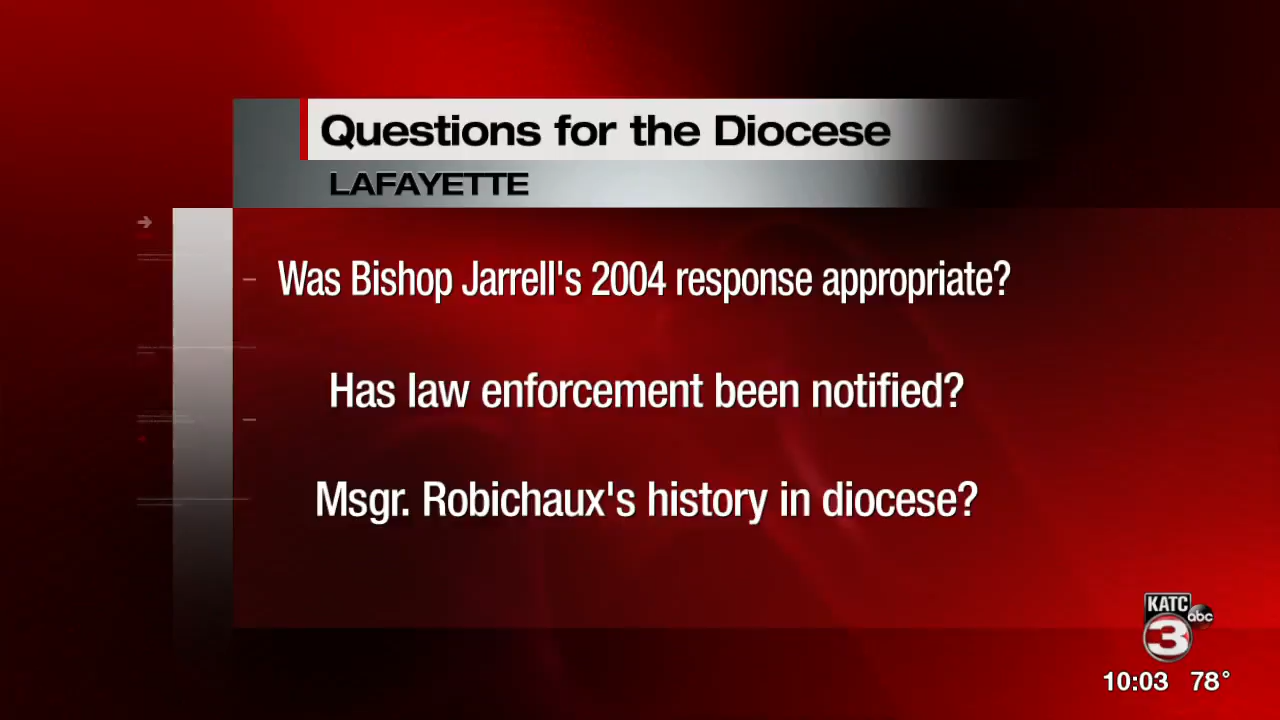 Questions for the Diocese
LAFAYETTE
Was Bishop Jarrell's 2004 response appropriate?
Has law enforcement been notified?
Msgr. Robichaux's history in diocese?
KATC
abc
3
10:03 78°